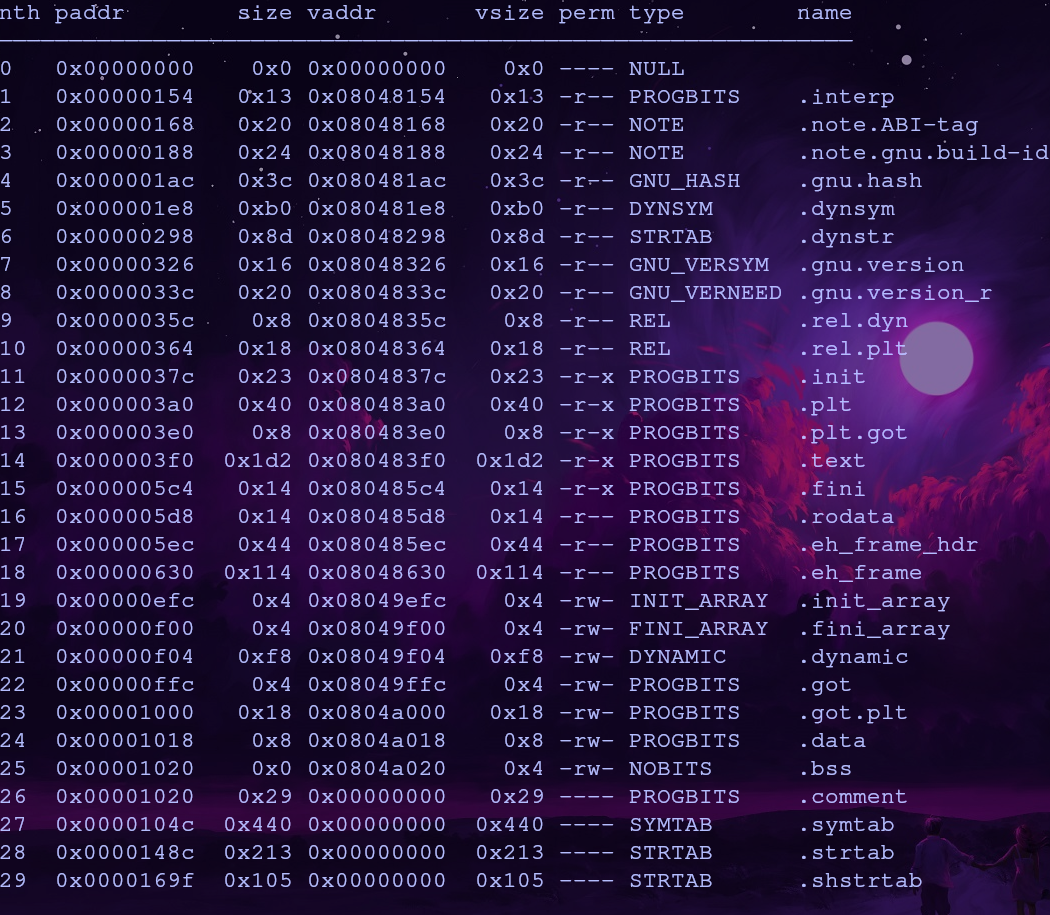 nth paddr size vaddr vsize perm type name
0 0x00000000 0x0 0x00000000 0x0 ---- NULL
1 0x00000154 0x13 0x08048154 0x13 -r-- PROGBITS .interp
2 0x00000168 0x20 0x08048168 0x20 -r-- NOTE .note.ABI-tag
3 0x00000188 0x24 0x08048188 0x24 -r-- NOTE .note.gnu.build-id
4 0x000001ac 0x3c 0x080481ac 0x3c -r-- GNU_HASH .gnu.hash
5 0x000001e8 0xb0 0x080481e8 0xb0 -r-- DYNSYM .dynsym
6 0x00000298 0x8d 0x08048298 0x8d -r-- STRTAB .dynstr
7 0x00000326 0x16 0x08048326 0x16 -r-- GNU_VERSYM .gnu.version
8 0x0000033c 0x20 0x0804833c 0x20 -r-- GNU_VERNEED .gnu.version_r
9 0x0000035c 0x8 0x0804835c 0x8 -r-- REL .rel.dyn
10 0x00000364 0x18 0x08048364 0x18 -r-- REL .rel.plt
11 0x0000037c 0x23 0x0804837c 0x23 -r-x PROGBITS .init
12 0x000003a0 0x40 0x080483a0 0x40 -r-x PROGBITS .plt
13 0x000003e0 0x8 0x080483e0 0x8 -r-x PROGBITS .plt.got
14 0x000003f0 0x1d2 0x080483f0 0x1d2 -r-x PROGBITS .text
15 0x000005c4 0x14 0x080485c4 0x14 -r-x PROGBITS .fini
16 0x000005d8 0x14 0x080485d8 0x14 -r-- PROGBITS .rodata
17 0x000005ec 0x44 0x080485ec 0x44 -r-- PROGBITS .eh_frame_hdr
18 0x00000630 0x114 0x08048630 0x114 -r-- PROGBITS .eh_frame
19 0x00000efc 0x4 0x08049efc 0x4 -rw- INIT_ARRAY .init_array
20 0x00000f00 0x4 0x08049f00 0x4 -rw- FINI_ARRAY .fini_array
21 0x00000f04 0xf8 0x08049f04 0xf8 -rw- DYNAMIC .dynamic
22 0x00000ffc 0x4 0x08049ffc 0x4 -rw- PROGBITS .got
23 0x00001000 0x18 0x0804a000 0x18 -rw- PROGBITS .got.plt
24 0x00001018 0x8 0x0804a018 0x8 -rw- PROGBITS .data
25 0x00001020 0x0 0x0804a020 0x4 -rw- NOBITS .bss
26 0x00001020 0x29 0x00000000 0x29 ---- PROGBITS .comment
27 0x0000104c 0x440 0x00000000 0x440 ---- SYMTAB .symtab
28 0x0000148c 0x213 0x00000000 0x213 ---- STRTAB .strtab
29 0x0000169f 0x105 0x00000000 0x105 ---- STRTAB .shstrtab